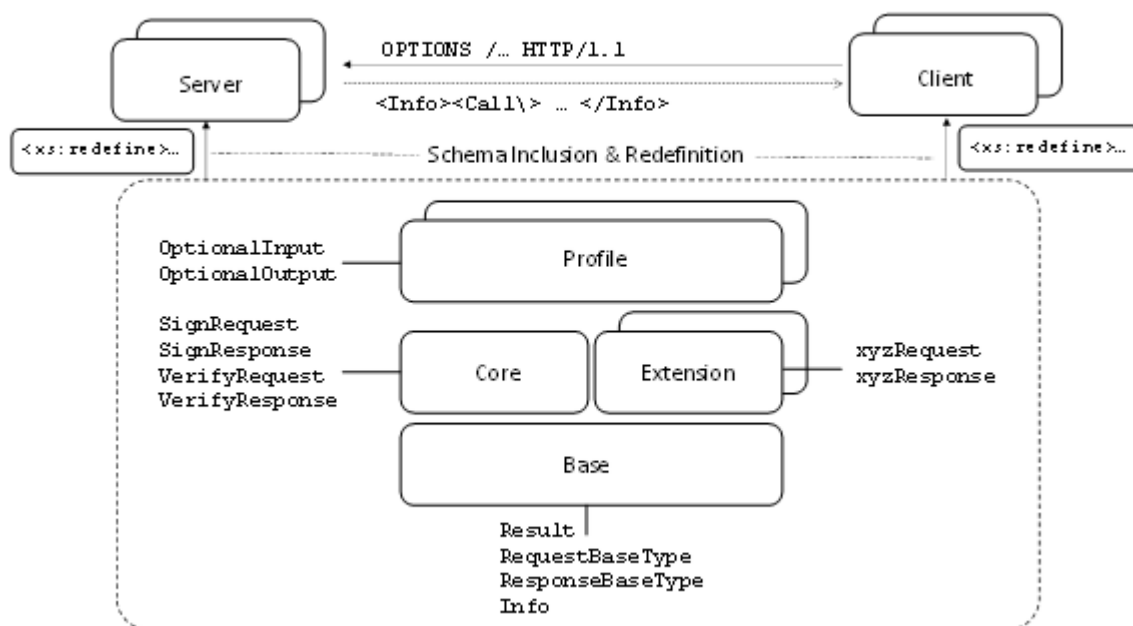 OPTIONS /… HTTP/1.1
Server
Client
<Info><Call\> … </Info>
<xs:redefine>…
Schema Inclusion & Redefinition
<xs:redefine>…
OptionalInput
OptionalOutput
Profile
SignRequest
SignResponse
VerifyRequest
VerifyResponse
Core
Extension
xyzRequest
xyzResponse
Base
Result
RequestBaseType
ResponseBaseType
Info